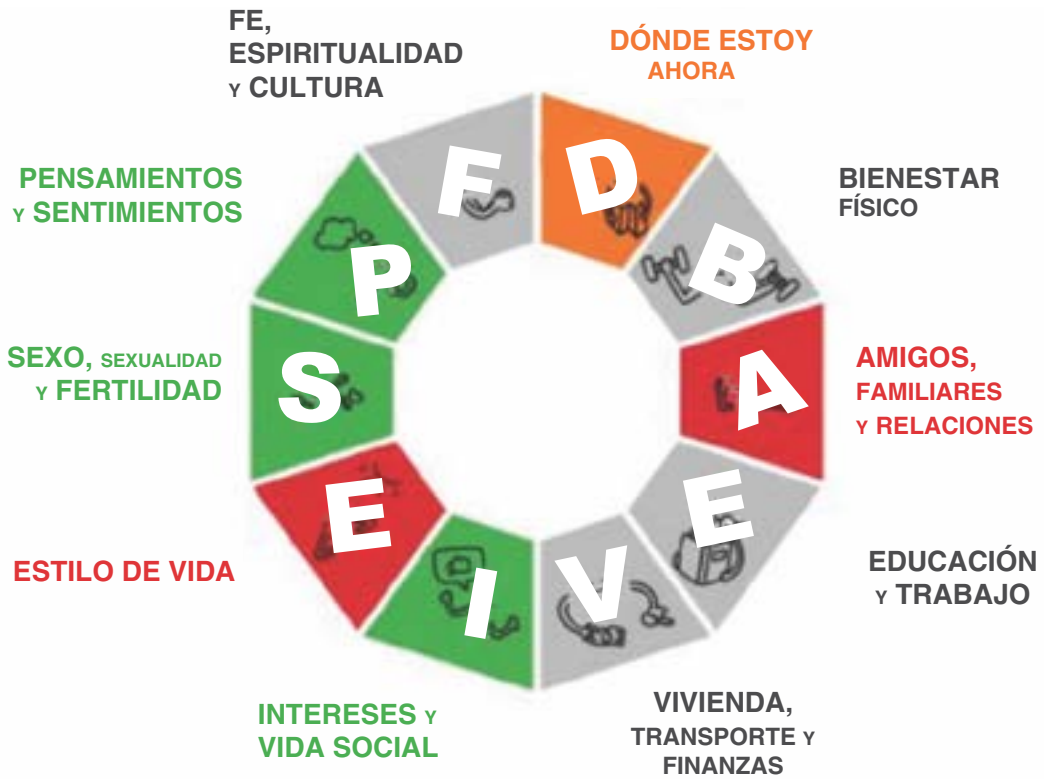 FE,
ESPIRITUALIDAD
Y CULTURA
DÓNDE ESTOY
AHORA
BIENESTAR
FÍSICO
AMIGOS,
FAMILIARES
Y RELACIONES
EDUCACIÓN
Y TRABAJO
VIVIENDA,
TRANSPORTE Y
FINANZAS
INTERESES Y
VIDA SOCIAL
ESTILO DE VIDA
SEXO, SEXUALIDAD
Y FERTILIDAD
PENSAMIENTOS
Y SENTIMIENTOS
F
D
B
A
E
V
I
E
S
P